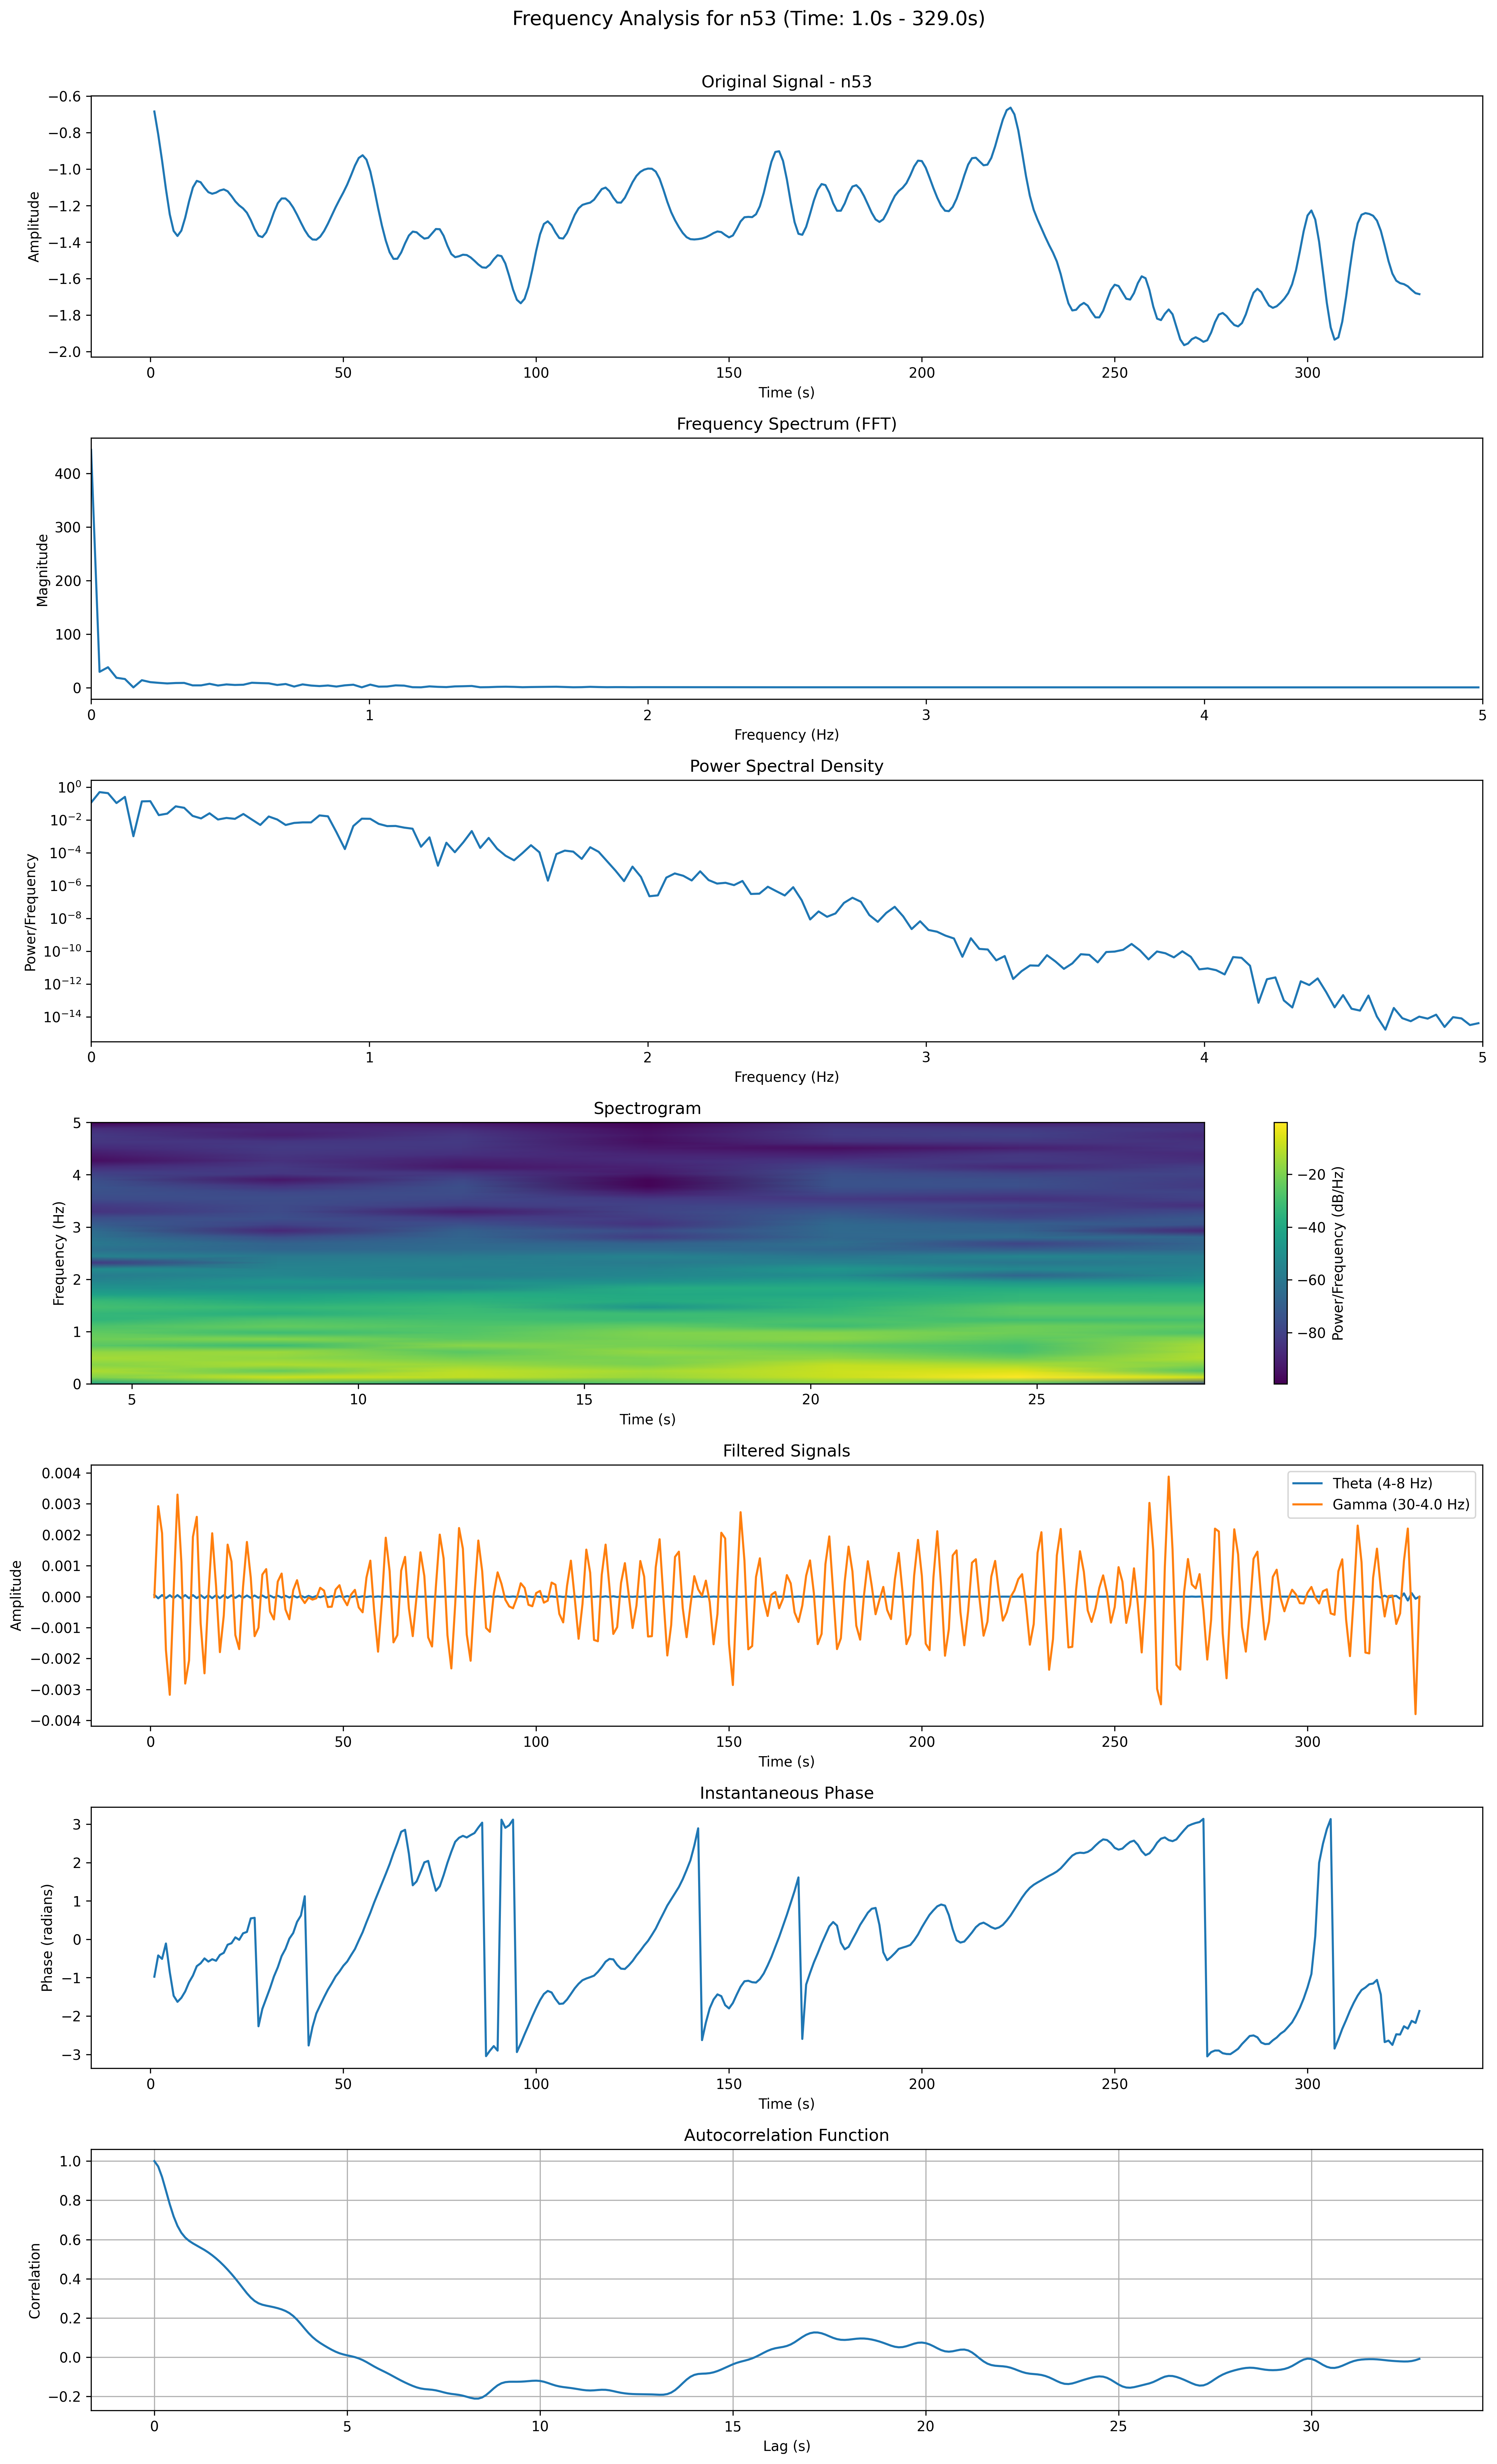 Frequency Analysis for n53 (Time: 1.0s - 329.0s)
Original Signal - n53
−0.6
−0.8
−1.0
−1.2
−1.4
−1.6
−1.8
−2.0
Amplitude
0 50 100 150 200 250 300
Time (s)
Frequency Spectrum (FFT)
400
300
200
100
0
Magnitude
0 1 2 3 4 5
Frequency (Hz)
Power Spectral Density
10⁰
10⁻²
10⁻⁴
10⁻⁶
10⁻⁸
10⁻¹⁰
10⁻¹²
10⁻¹⁴
Power/Frequency
0 1 2 3 4 5
Frequency (Hz)
Spectrogram
5
4
3
2
1
0
Frequency (Hz)
5 10 15 20 25
Time (s)
−20
−40
−60
−80
Power/Frequency (dB/Hz)
Filtered Signals
0.004
0.003
0.002
0.001
0.000
−0.001
−0.002
−0.003
−0.004
Amplitude
Theta (4-8 Hz)
Gamma (30-4.0 Hz)
0 50 100 150 200 250 300
Time (s)
Instantaneous Phase
3
2
1
0
−1
−2
−3
Phase (radians)
0 50 100 150 200 250 300
Time (s)
Autocorrelation Function
1.0
0.8
0.6
0.4
0.2
0.0
−0.2
Correlation
0 5 10 15 20 25 30
Lag (s)